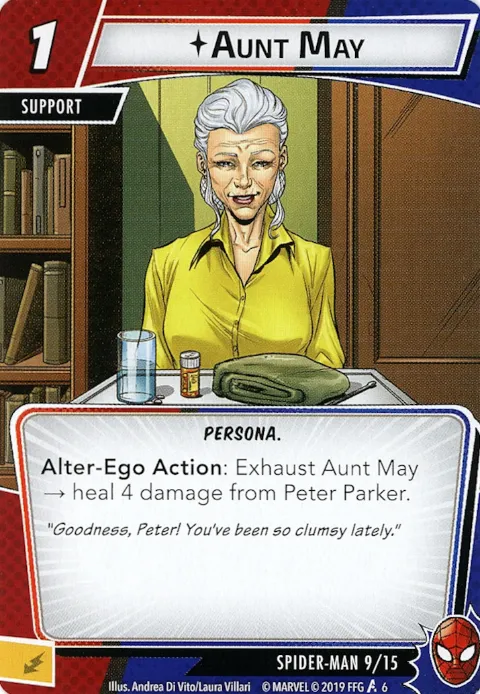 1
AUNT MAY
SUPPORT
PERSONA.
Alter-Ego Action: Exhaust Aunt May
→ heal 4 damage from Peter Parker.
"Goodness, Peter! You've been so clumsy lately."
SPIDER-MAN 9/15
Illus. Andrea Di Vito/Laura Villari © MARVEL © 2019 FFG 6